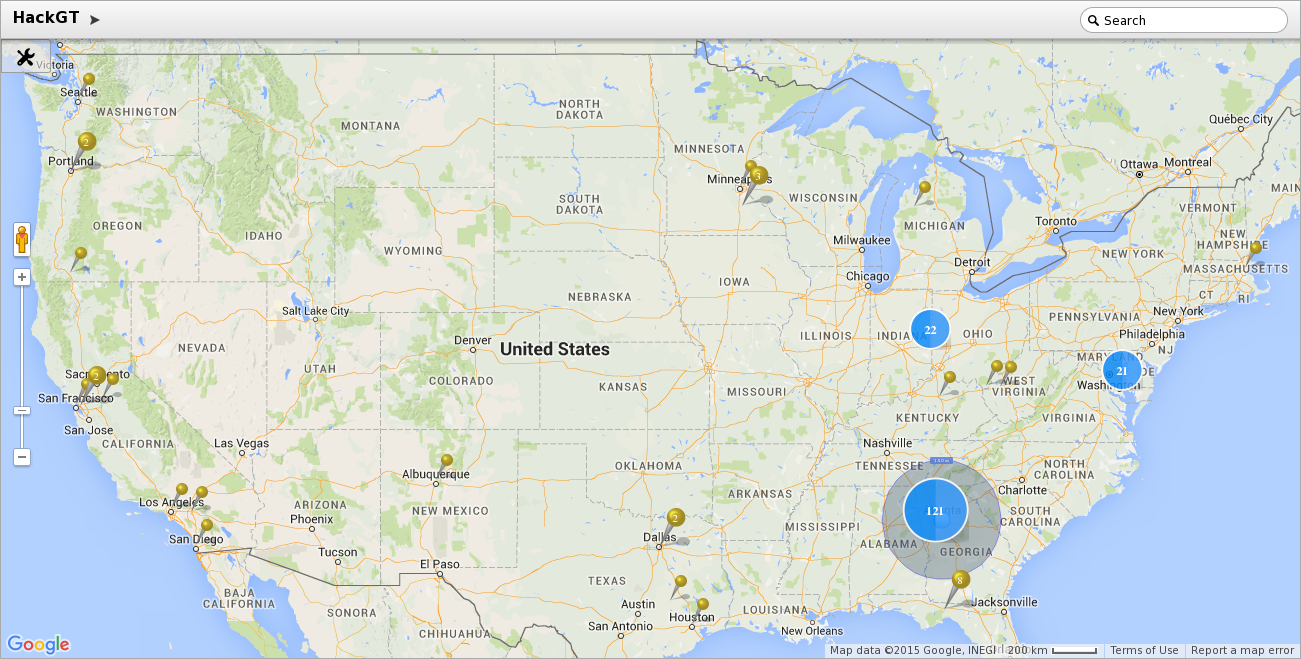 HackGT
Search
Victoria
Seattle
WASHINGTON
MONTANA
NORTH
DAKOTA
MINNESOTA
Québec City
Ottawa
Montreal
2
Portland
Minneapolis
3
OREGON
IDAHO
SOUTH
DAKOTA
WISCONSIN
MICHIGAN
Toronto
VERMONT
MAIN
NEW
HAMPSHIRE
WYOMING
Milwaukee
Detroit
NEW YORK
MASSACHUSETTS
Chicago
IOWA
CT
RI
Salt Lake City
NEBRASKA
PENNSYLVANIA
New York
22
ILLINOIS
INDIANA
OHIO
Philadelphia
NEVADA
Denver
United States
MARYLAND
NJ
UTAH
COLORADO
KANSAS
MISSOURI
21
DE
Sacramento
2
WEST
VIRGINIA
Washington
San Francisco
San Jose
KENTUCKY
VIRGINIA
CALIFORNIA
Las Vegas
Nashville
Albuquerque
OKLAHOMA
TENNESSEE
NORTH
CAROLINA
Los Angeles
ARIZONA
Phoenix
NEW MEXICO
ARKANSAS
Charlotte
121
SOUTH
CAROLINA
San Diego
2
Dallas
MISSISSIPPI
ALABAMA
GEORGIA
Tucson
El Paso
TEXAS
8
BAJA
CALIFORNIA
SONORA
Austin
Houston
LOUISIANA
Jacksonville
CHIHUAHUA
San Antonio
New Orleans
Google
Map data ©2015 Google, INEGI
200 km
Terms of Use
Report a map error